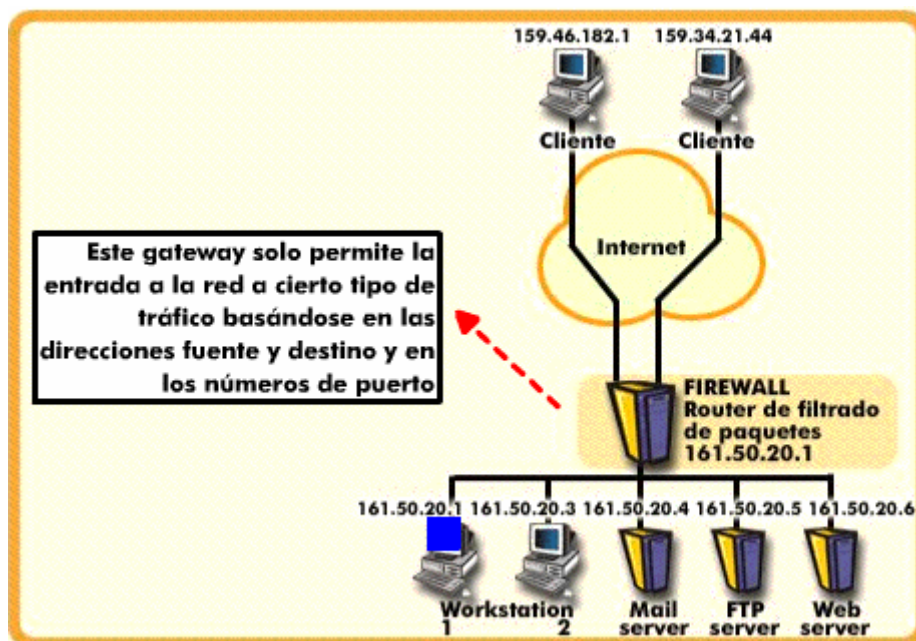 159.46.182.1 159.34.21.44
Cliente Cliente
Internet
Este gateway solo permite la
entrada a la red a cierto tipo de
tráfico basándose en las
direcciones fuente y destino y en
los números de puerto
FIREWALL
Router de filtrado
de paquetes
161.50.20.1
161.50.20.1 161.50.20.3 161.50.20.4 161.50.20.5 161.50.20.6
Workstation Mail FTP Web
1 2 server server server